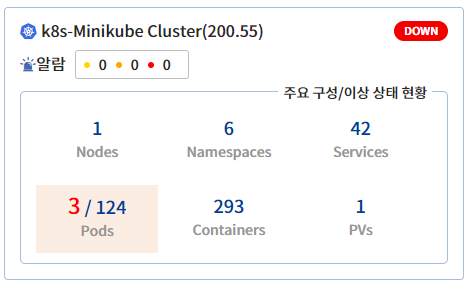 k8s-Minikube Cluster(200.55) DOWN
알람 0 0 0
주요 구성/이상 상태 현황
1 6 42
Nodes Namespaces Services
3 / 124 293 1
Pods Containers PVs